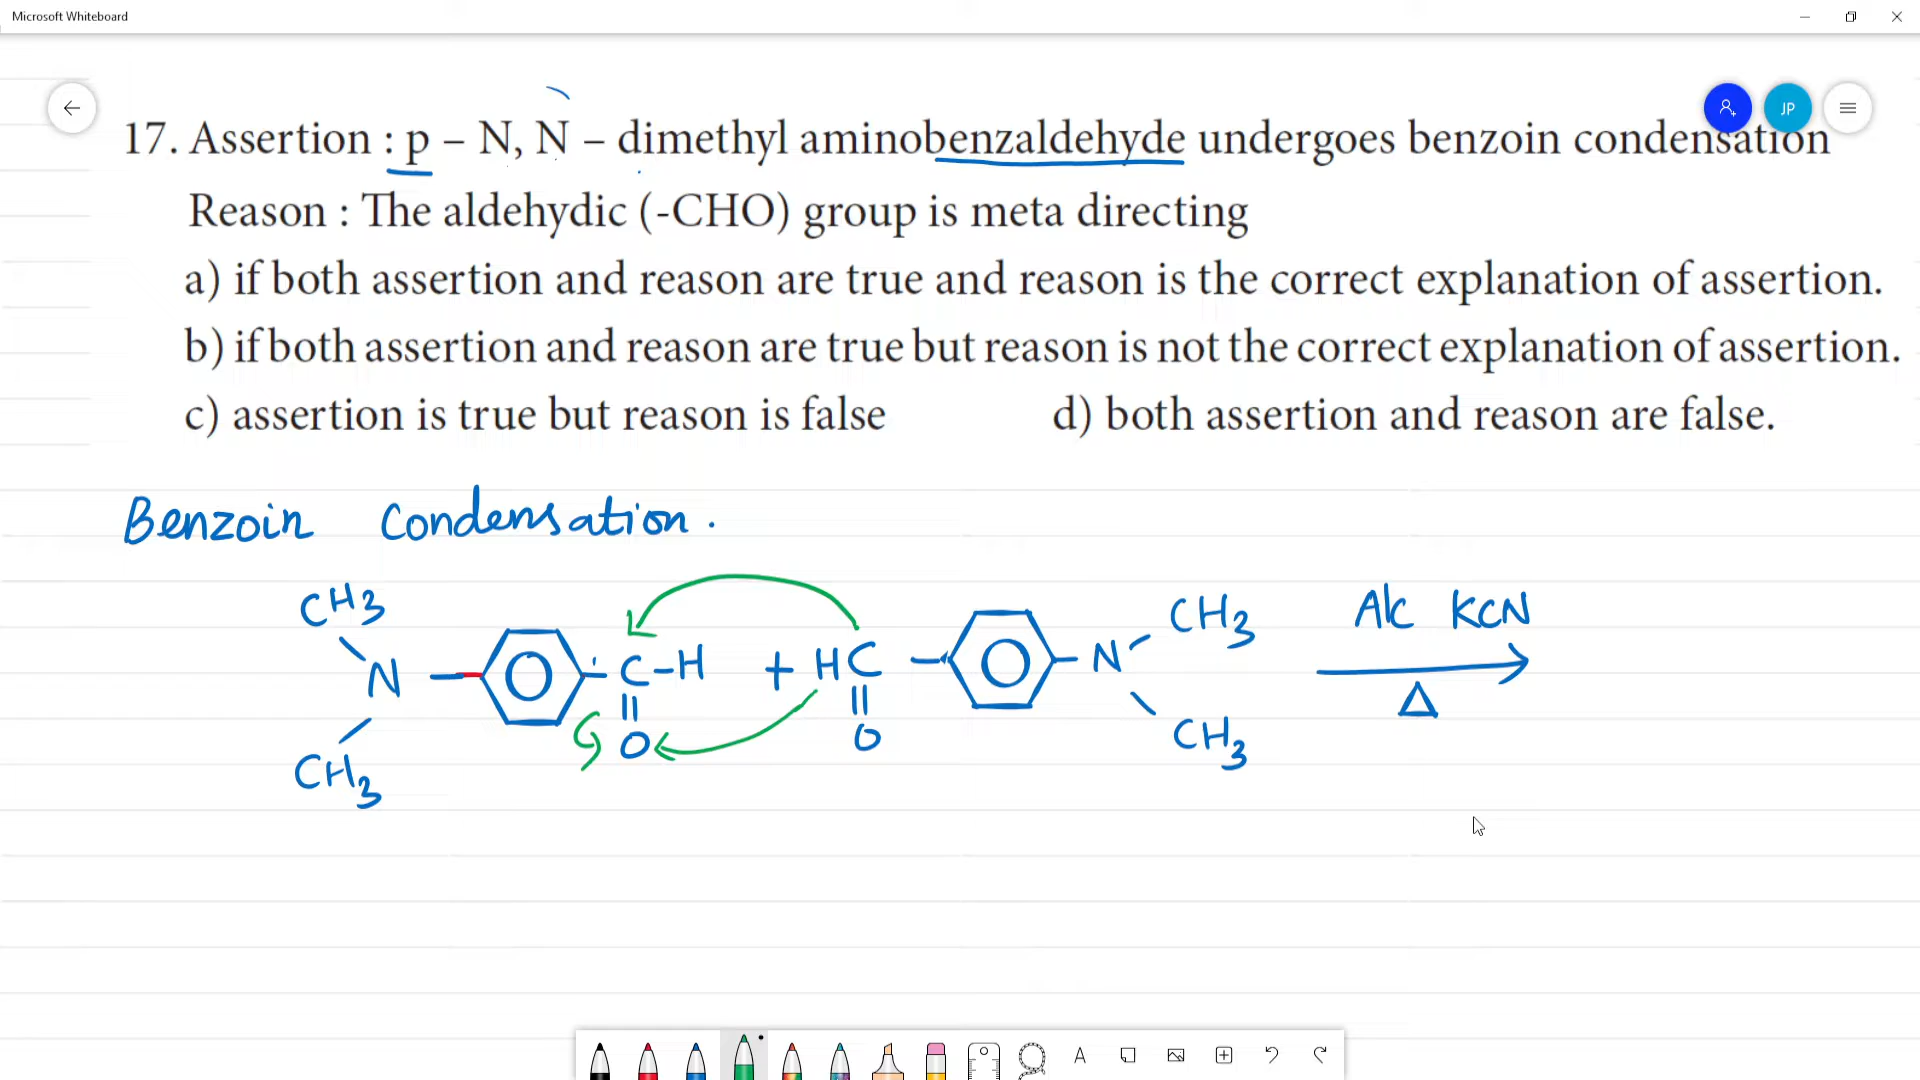 Microsoft Whiteboard
JP
17. Assertion : p – N, N – dimethyl aminobenzaldehyde undergoes benzoin condensation
Reason : The aldehydic (-CHO) group is meta directing
a) if both assertion and reason are true and reason is the correct explanation of assertion.
b) if both assertion and reason are true but reason is not the correct explanation of assertion.
c) assertion is true but reason is false d) both assertion and reason are false.
Benzoin Condensation.
CH3 CH3 Alc KCN
N C-H + HC N
O O Δ
CH3 CH3
A